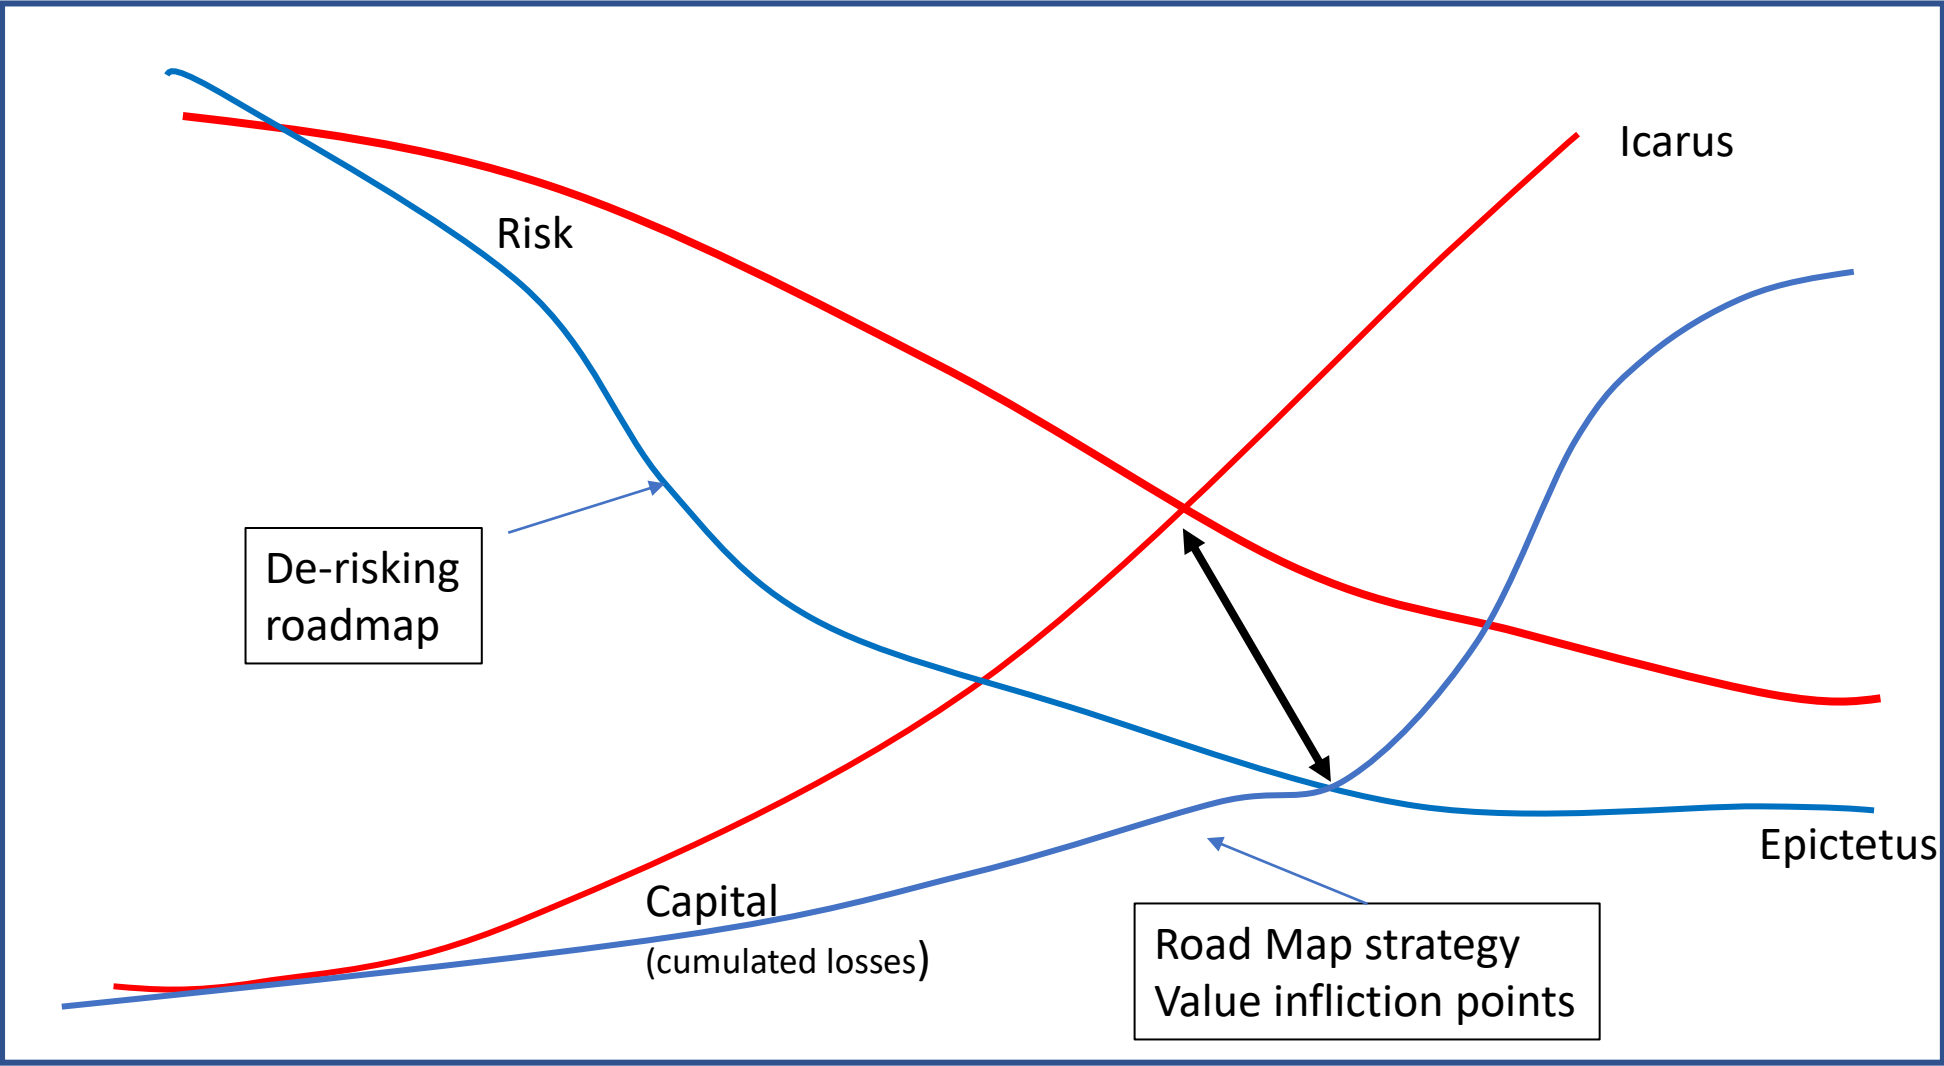 Icarus
Risk
De-risking
roadmap
Epictetus
Capital
(cumulated losses)
Road Map strategy
Value infliction points